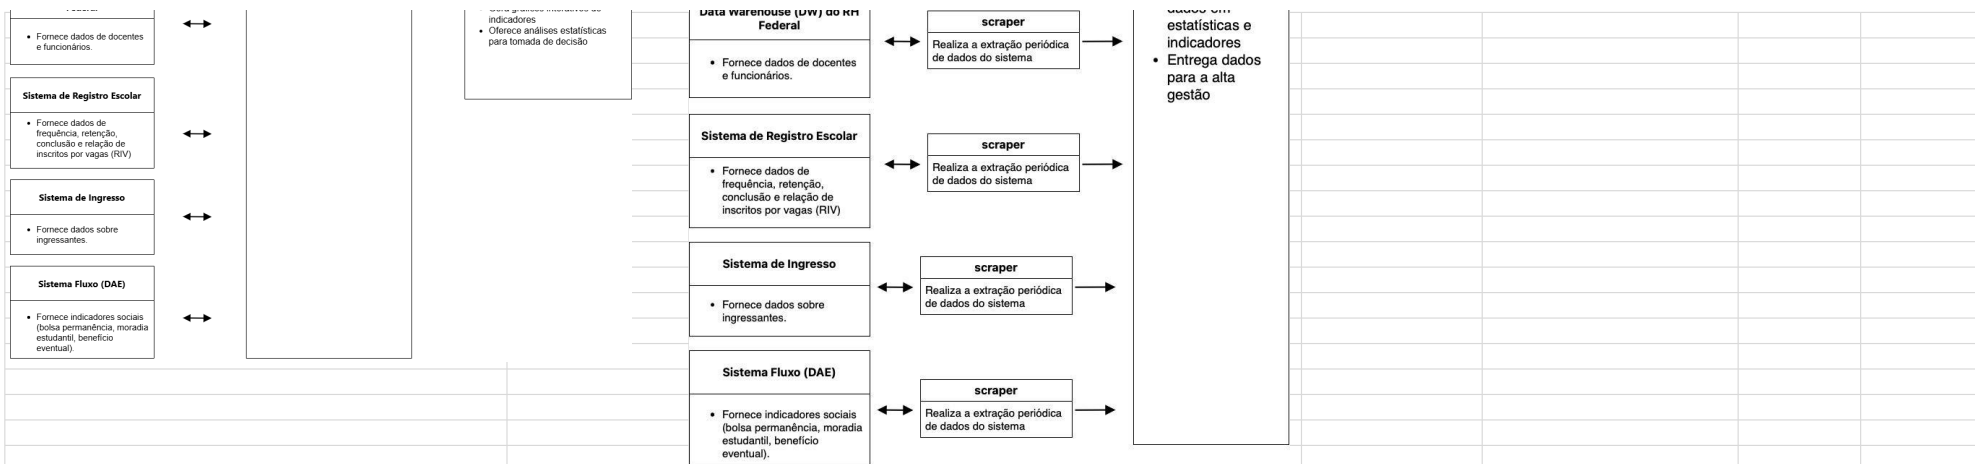 Federal
• Fornece dados de docentes
e funcionários.
Sistema de Registro Escolar
• Fornece dados de
frequência, retenção,
conclusão e relação de
inscritos por vagas (RIV)
Sistema de Ingresso
• Fornece dados sobre
ingressantes.
Sistema Fluxo (DAE)
• Fornece indicadores sociais
(bolsa permanência, moradia
estudantil, benefício
eventual).
• Gera gráficos interativos de
indicadores
• Oferece análises estatísticas
para tomada de decisão
Data Warehouse (DW) do RH
Federal
• Fornece dados de docentes
e funcionários.
Sistema de Registro Escolar
• Fornece dados de
frequência, retenção,
conclusão e relação de
inscritos por vagas (RIV)
Sistema de Ingresso
• Fornece dados sobre
ingressantes.
Sistema Fluxo (DAE)
• Fornece indicadores sociais
(bolsa permanência, moradia
estudantil, benefício
eventual).
scraper
Realiza a extração periódica
de dados do sistema
scraper
Realiza a extração periódica
de dados do sistema
scraper
Realiza a extração periódica
de dados do sistema
scraper
Realiza a extração periódica
de dados do sistema
dados em
estatísticas e
indicadores
• Entrega dados
para a alta
gestão